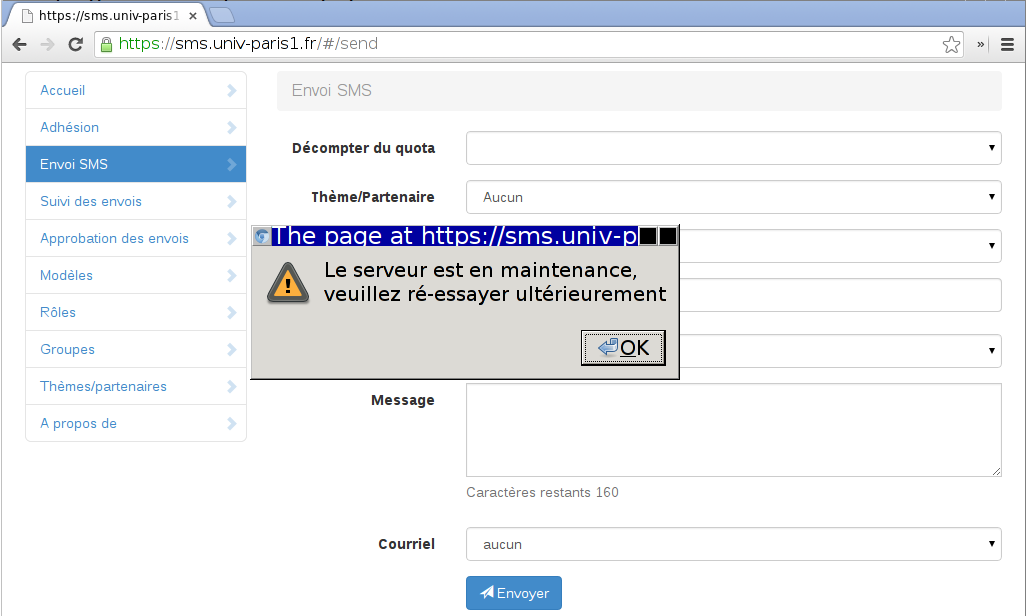 https://sms.univ-paris1
https://sms.univ-paris1.fr/#/send
»
Accueil
Adhésion
Envoi SMS
Suivi des envois
Approbation des envois
Modèles
Rôles
Groupes
Thèmes/partenaires
A propos de
Envoi SMS
Décompter du quota
Thème/Partenaire
Aucun
The page at https://sms.univ-p
Le serveur est en maintenance,
veuillez ré-essayer ultérieurement
OK
Message
Caractères restants 160
Courriel
aucun
Envoyer